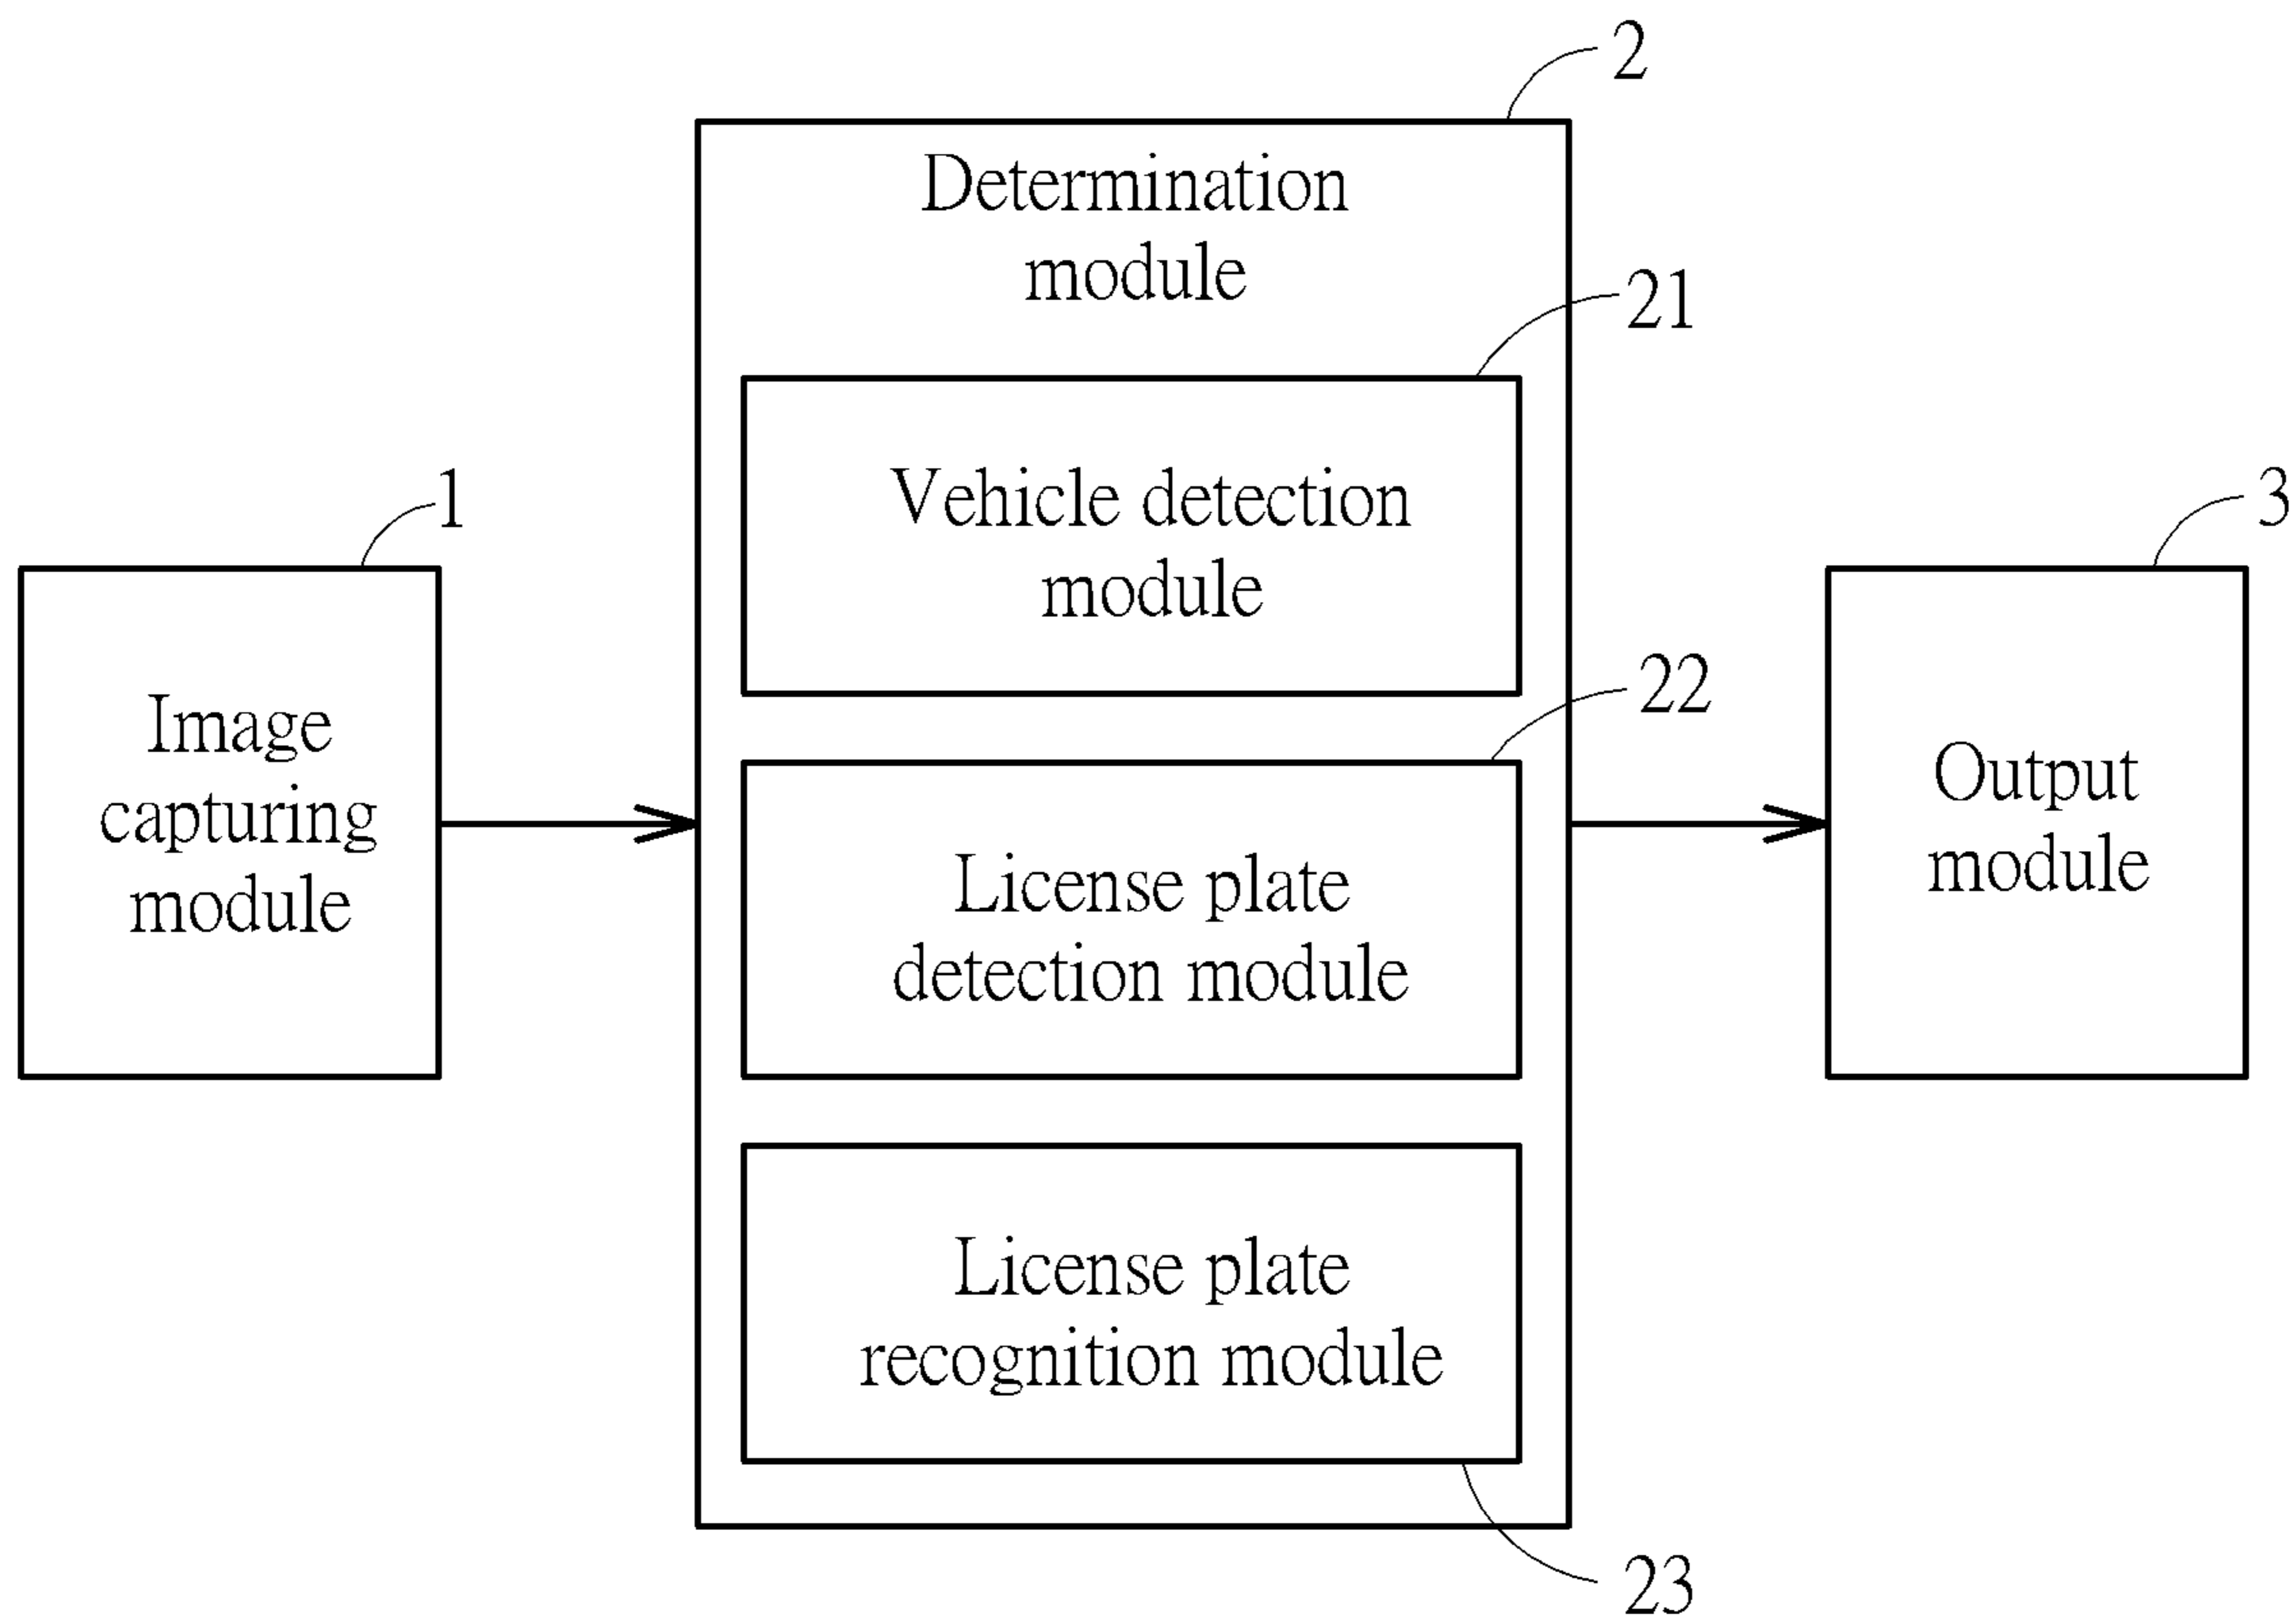 2
Determination
module
21
Vehicle detection
module
1
3
22
Image
capturing
module
License plate
detection module
Output
module
License plate
recognition module
23